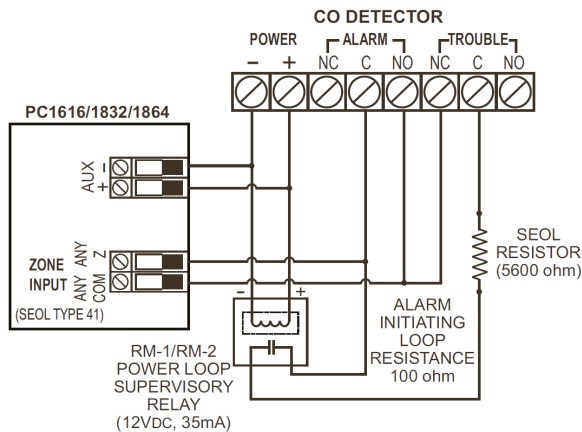 CO DETECTOR
POWER
ALARM
TROUBLE
− + NC C NO NC C NO
PC1616/1832/1864
AUX
−
+
ZONE
INPUT
ANY ANY
COM Z
(SEOL TYPE 41)
− +
SEOL
RESISTOR
(5600 ohm)
ALARM
INITIATING
LOOP
RESISTANCE
100 ohm
RM-1/RM-2
POWER LOOP
SUPERVISORY
RELAY
(12VDC, 35mA)